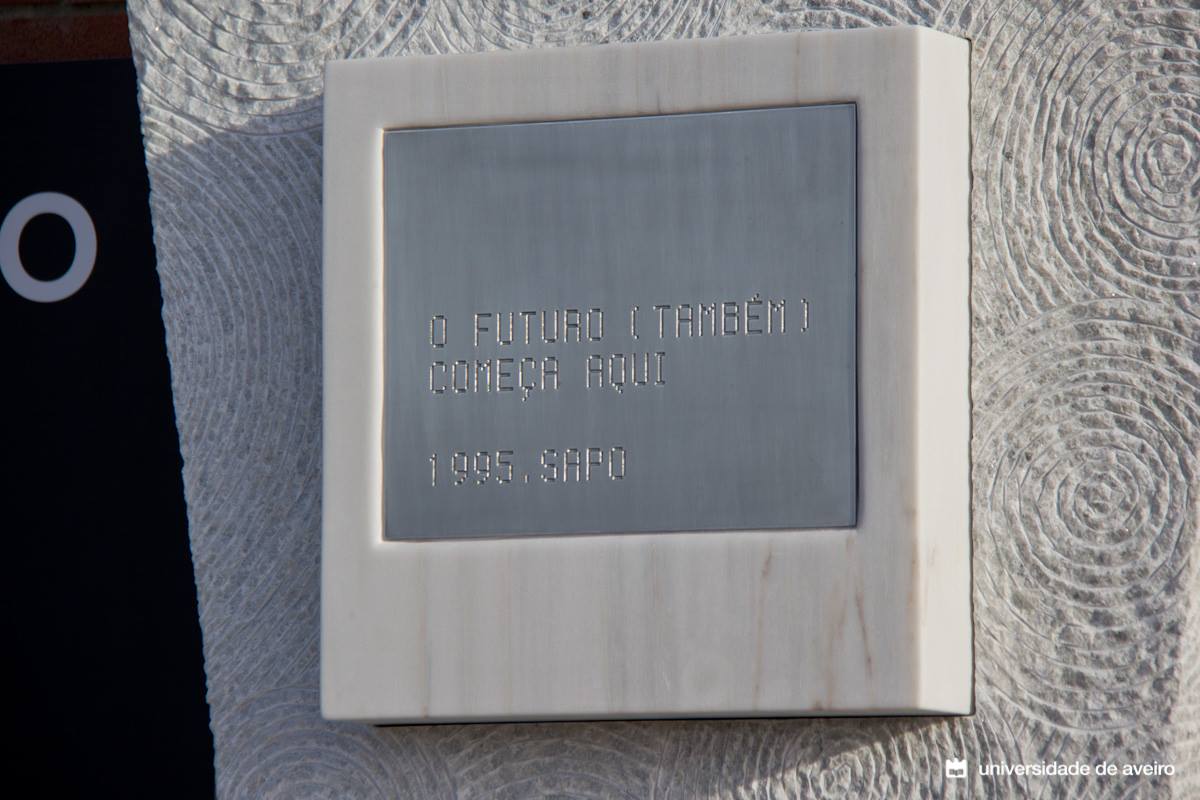 O
O FUTURO (TAMBÉM)
COMEÇA AQUI
1995.SAPO
universidade de aveiro